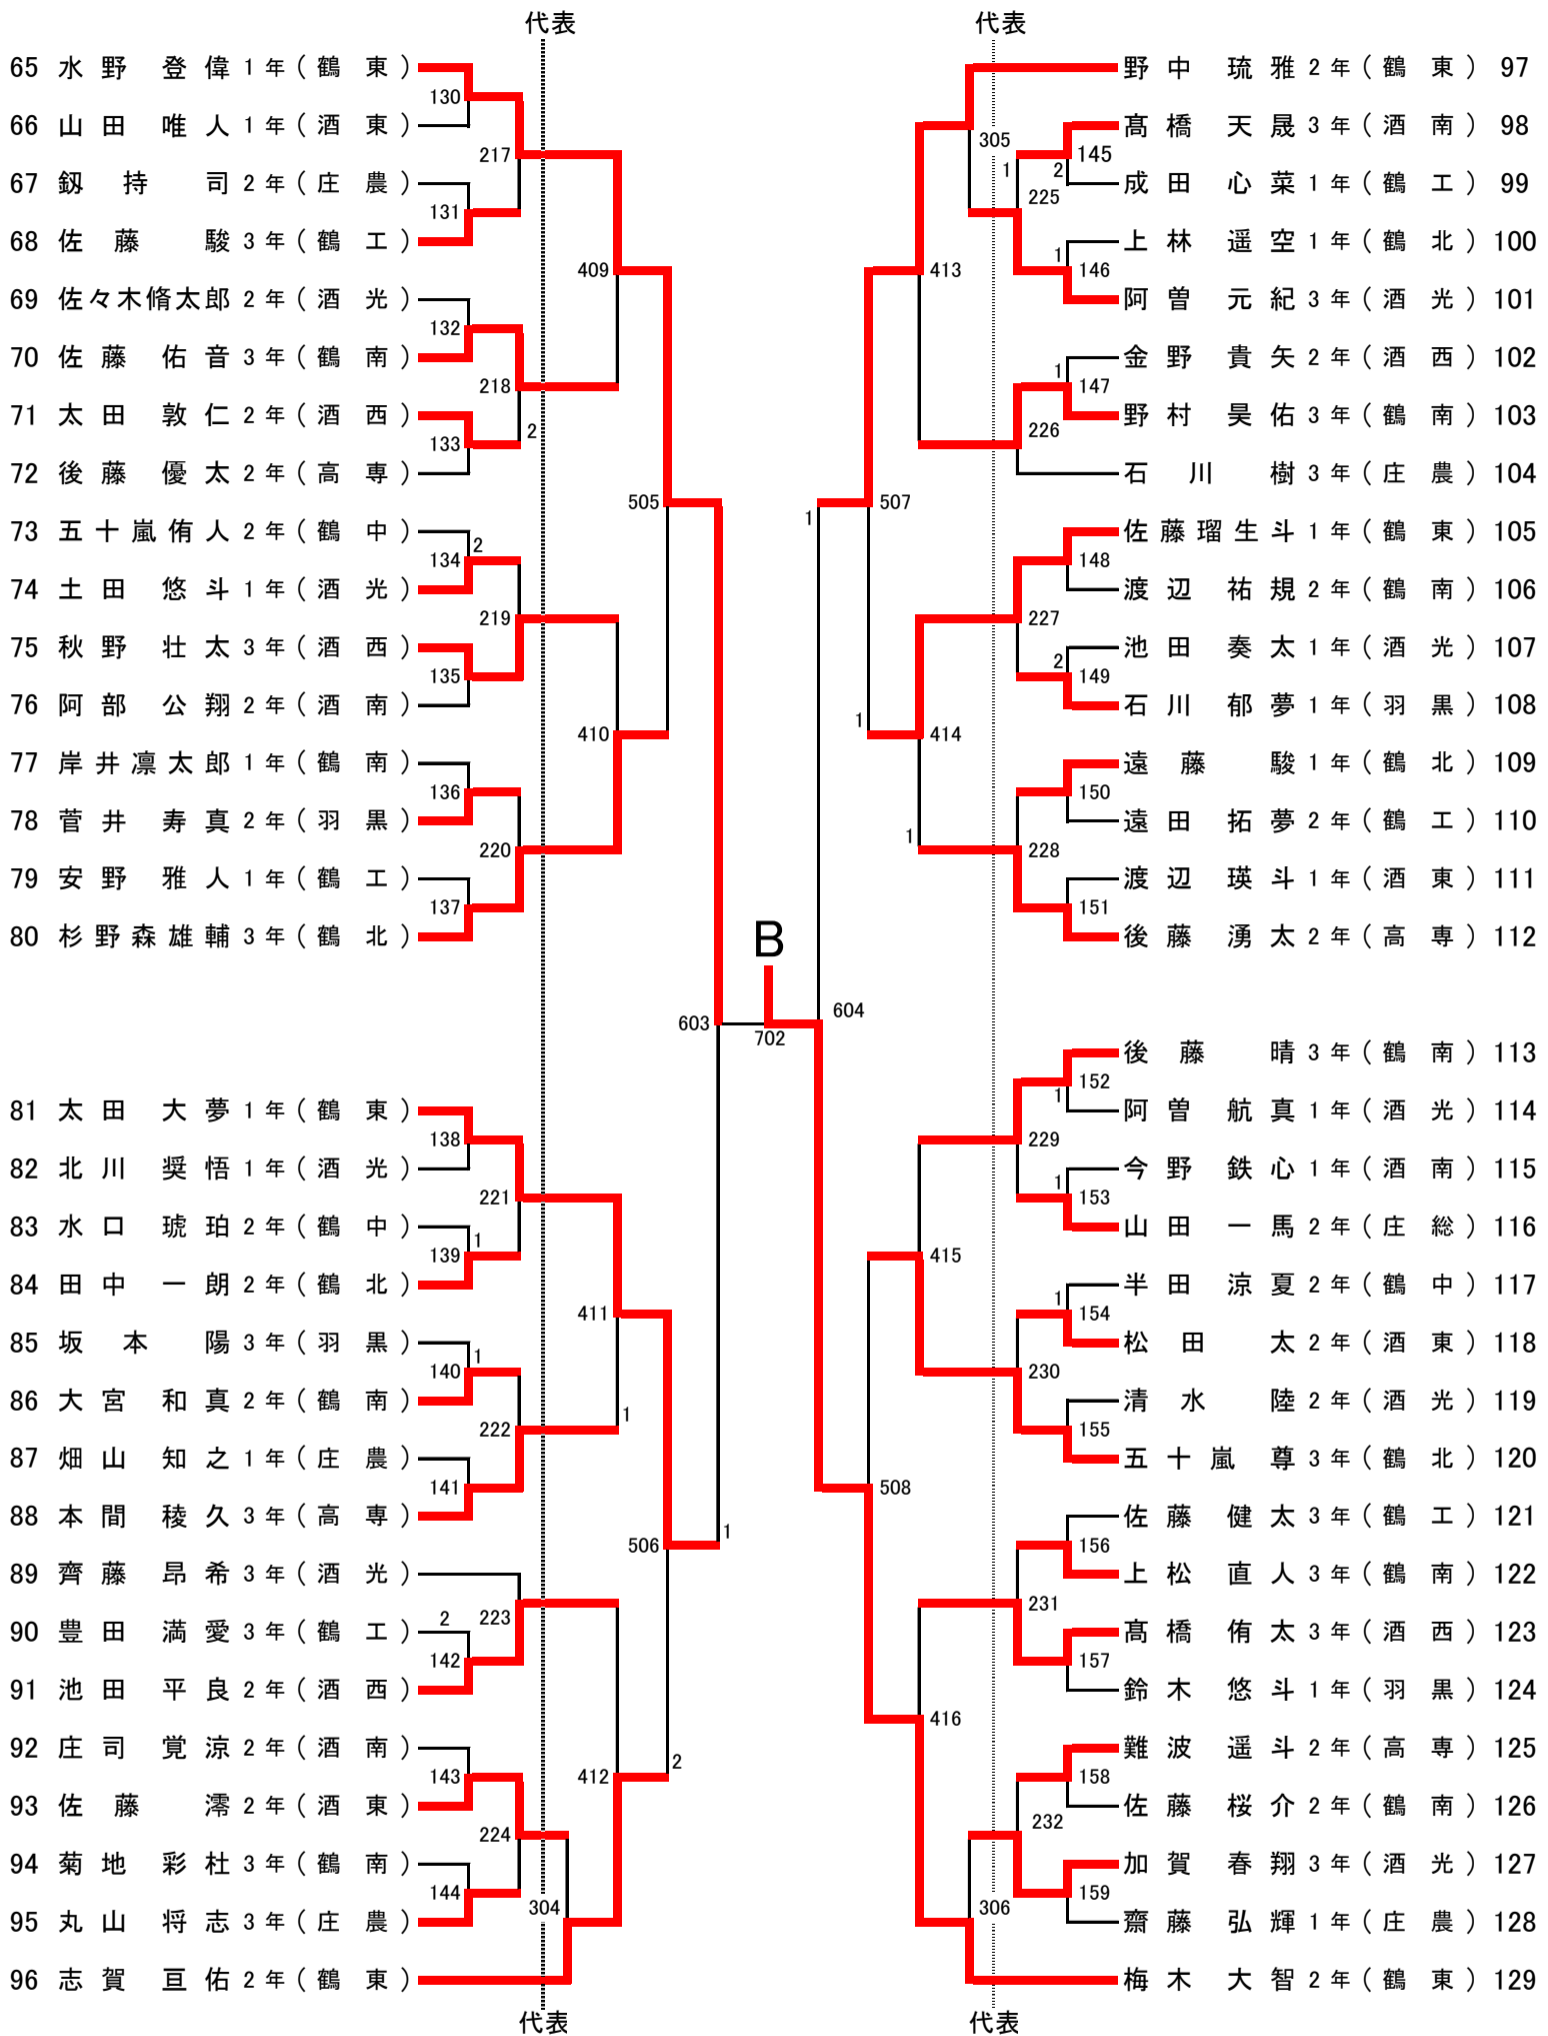 代表
65 水野 登偉 1年(鶴東)
66 山田 唯人 1年(酒東)
67 釼持 司 2年(庄農)
68 佐藤 駿 3年(鶴工)
69 佐々木脩太郎 2年(酒光)
70 佐藤 佑音 3年(鶴南)
71 太田 敦仁 2年(酒西)
72 後藤 優太 2年(高専)
73 五十嵐侑人 2年(鶴中)
74 土田 悠斗 1年(酒光)
75 秋野 壮太 3年(酒西)
76 阿部 公翔 2年(酒南)
77 岸井凛太郎 1年(鶴南)
78 菅井 寿真 2年(羽黒)
79 安野 雅人 1年(鶴工)
80 杉野森雄輔 3年(鶴北)
81 太田 大夢 1年(鶴東)
82 北川 奨悟 1年(酒光)
83 水口 琥珀 2年(鶴中)
84 田中 一朗 2年(鶴北)
85 坂本 陽 3年(羽黒)
86 大宮 和真 2年(鶴南)
87 畑山 知之 1年(庄農)
88 本間 稜久 3年(高専)
89 齊藤 昂希 3年(酒光)
90 豊田 満愛 3年(鶴工)
91 池田 平良 2年(酒西)
92 庄司 覚涼 2年(酒南)
93 佐藤 澪 2年(酒東)
94 菊地 彩杜 3年(鶴南)
95 丸山 将志 3年(庄農)
96 志賀 亘佑 2年(鶴東)
代表
130
131
132
133
2
134
2
135
136
137
138
139
1
140
1
141
2
142
143
144
217
218
219
220
221
222
223
224
304
409
410
411
1
412
505
506
2
603
1
B
702
604
1
507
1
508
413
414
1
415
416
305
1
225
226
227
228
229
230
231
232
306
145
2
146
1
147
1
148
149
2
150
151
152
1
153
1
154
1
155
156
157
158
159
代表
野中 琉雅 2年(鶴東) 97
髙橋 天晟 3年(酒南) 98
成田 心菜 1年(鶴工) 99
上林 遥空 1年(鶴北) 100
阿曽 元紀 3年(酒光) 101
金野 貴矢 2年(酒西) 102
野村 昊佑 3年(鶴南) 103
石川 樹 3年(庄農) 104
佐藤瑠生斗 1年(鶴東) 105
渡辺 祐規 2年(鶴南) 106
池田 奏太 1年(酒光) 107
石川 郁夢 1年(羽黒) 108
遠藤 駿 1年(鶴北) 109
遠田 拓夢 2年(鶴工) 110
渡辺 瑛斗 1年(酒東) 111
後藤 湧太 2年(高専) 112
後藤 晴 3年(鶴南) 113
阿曽 航真 1年(酒光) 114
今野 鉄心 1年(酒南) 115
山田 一馬 2年(庄総) 116
半田 涼夏 2年(鶴中) 117
松田 太 2年(酒東) 118
清水 陸 2年(酒光) 119
五十嵐 尊 3年(鶴北) 120
佐藤 健太 3年(鶴工) 121
上松 直人 3年(鶴南) 122
髙橋 侑太 3年(酒西) 123
鈴木 悠斗 1年(羽黒) 124
難波 遥斗 2年(高専) 125
佐藤 桜介 2年(鶴南) 126
加賀 春翔 3年(酒光) 127
齋藤 弘輝 1年(庄農) 128
梅木 大智 2年(鶴東) 129
代表